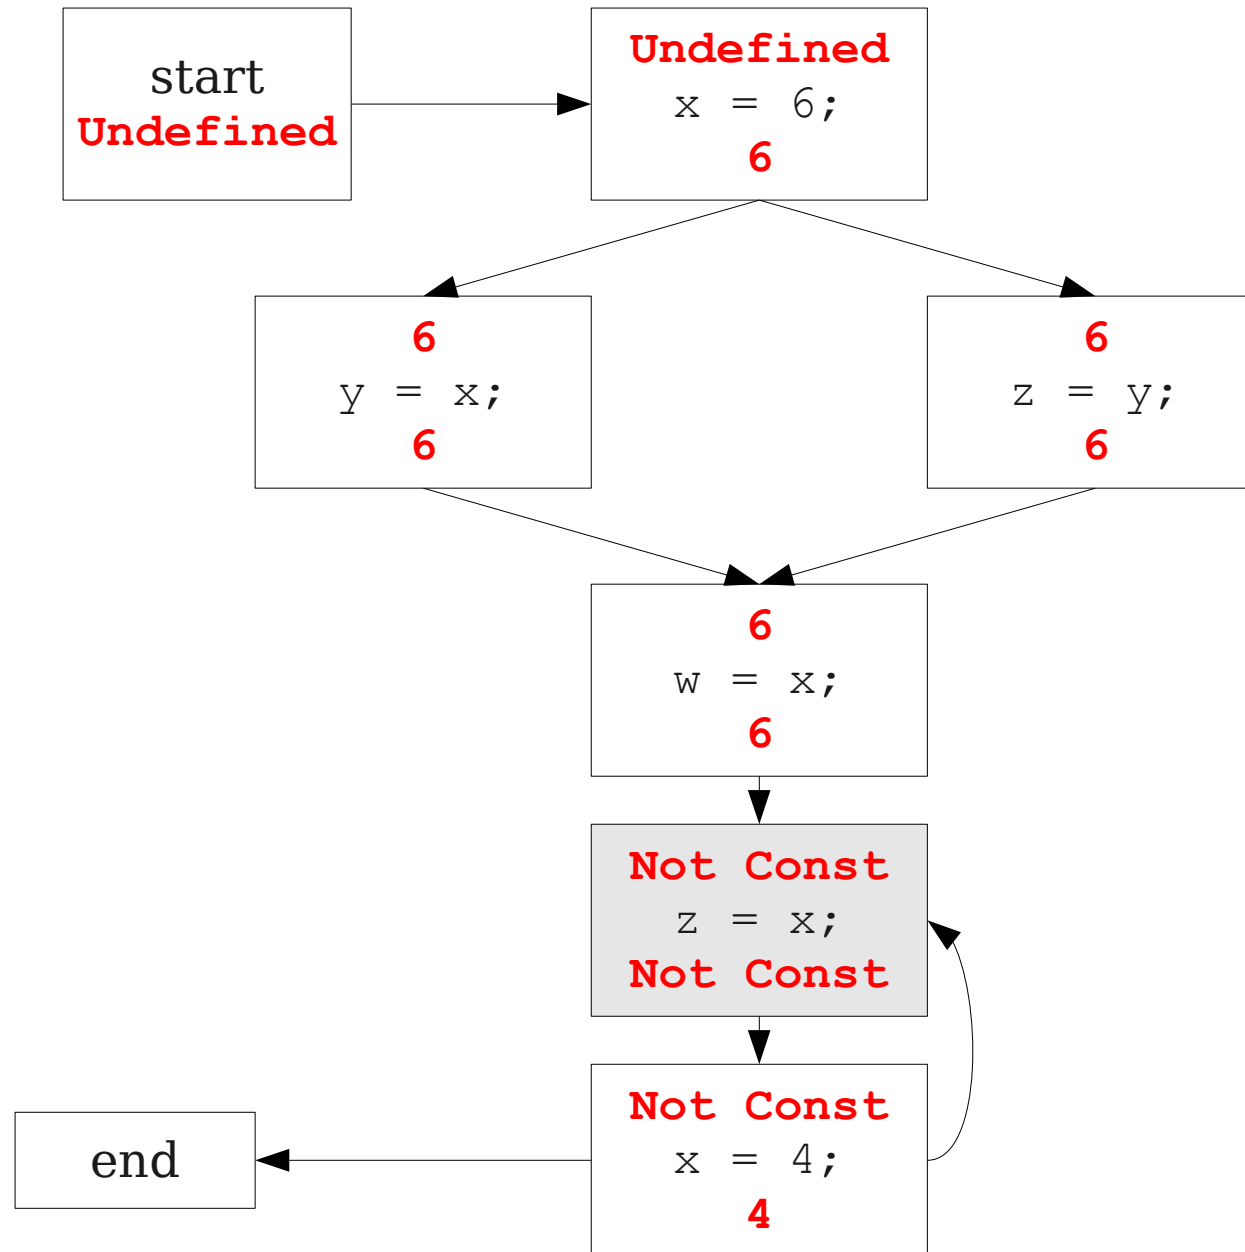 start
Undefined
Undefined
x = 6;
6
6
y = x;
6
6
z = y;
6
6
w = x;
6
Not Const
z = x;
Not Const
Not Const
x = 4;
4
end